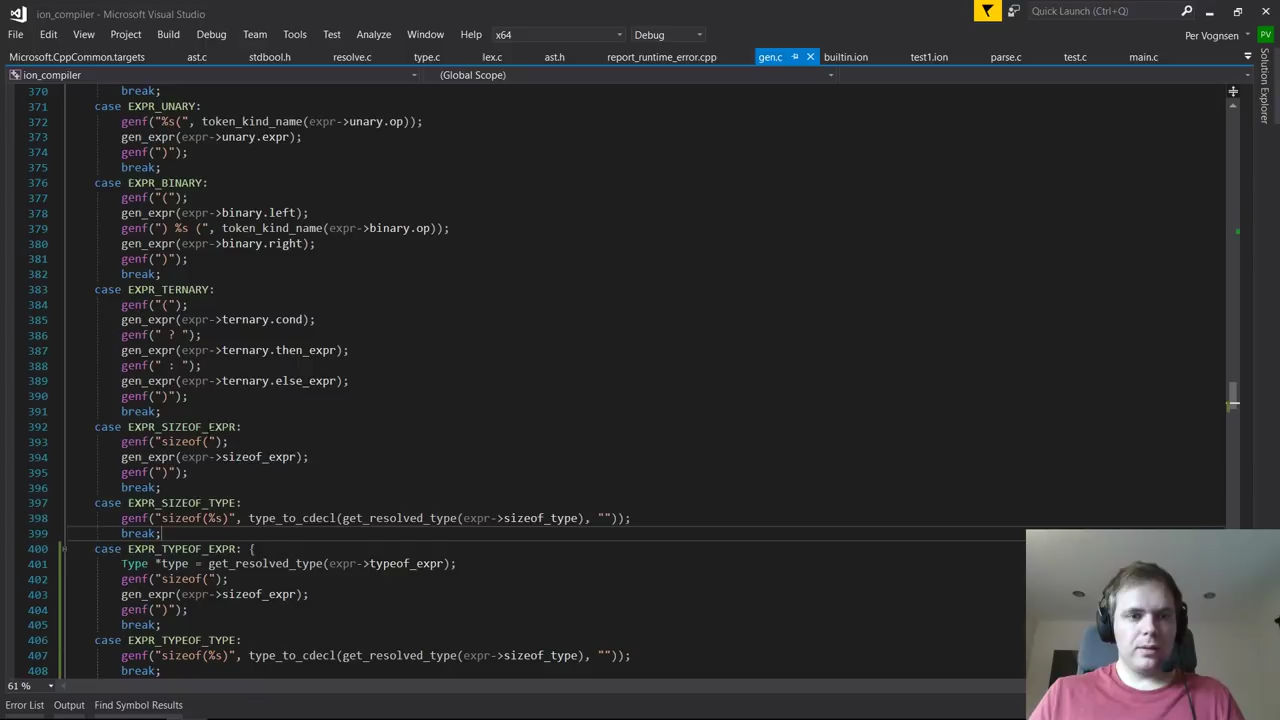 ion_compiler - Microsoft Visual Studio
Quick Launch (Ctrl+Q)
File Edit View Project Build Debug Team Tools Test Analyze Window Help x64 Debug
Per Vognsen PV
Microsoft.CppCommon.targets ast.c stdbool.h resolve.c type.c lex.c ast.h report_runtime_error.cpp gen.c builtin.ion test1.ion parse.c test.c main.c
ion_compiler (Global Scope)
Solution Explorer
370 break;
371 case EXPR_UNARY:
372 genf("%s(", token_kind_name(expr->unary.op));
373 gen_expr(expr->unary.expr);
374 genf(")");
375 break;
376 case EXPR_BINARY:
377 genf("(");
378 gen_expr(expr->binary.left);
379 genf(") %s (", token_kind_name(expr->binary.op));
380 gen_expr(expr->binary.right);
381 genf(")");
382 break;
383 case EXPR_TERNARY:
384 genf("(");
385 gen_expr(expr->ternary.cond);
386 genf(" ? ");
387 gen_expr(expr->ternary.then_expr);
388 genf(" : ");
389 gen_expr(expr->ternary.else_expr);
390 genf(")");
391 break;
392 case EXPR_SIZEOF_EXPR:
393 genf("sizeof(");
394 gen_expr(expr->sizeof_expr);
395 genf(")");
396 break;
397 case EXPR_SIZEOF_TYPE:
398 genf("sizeof(%s)", type_to_cdecl(get_resolved_type(expr->sizeof_type), ""));
399 break;
400 case EXPR_TYPEOF_EXPR: {
401 Type *type = get_resolved_type(expr->typeof_expr);
402 genf("sizeof(");
403 gen_expr(expr->sizeof_expr);
404 genf(")");
405 break;
406 case EXPR_TYPEOF_TYPE:
407 genf("sizeof(%s)", type_to_cdecl(get_resolved_type(expr->sizeof_type), ""));
408 break;
61 %
Error List Output Find Symbol Results